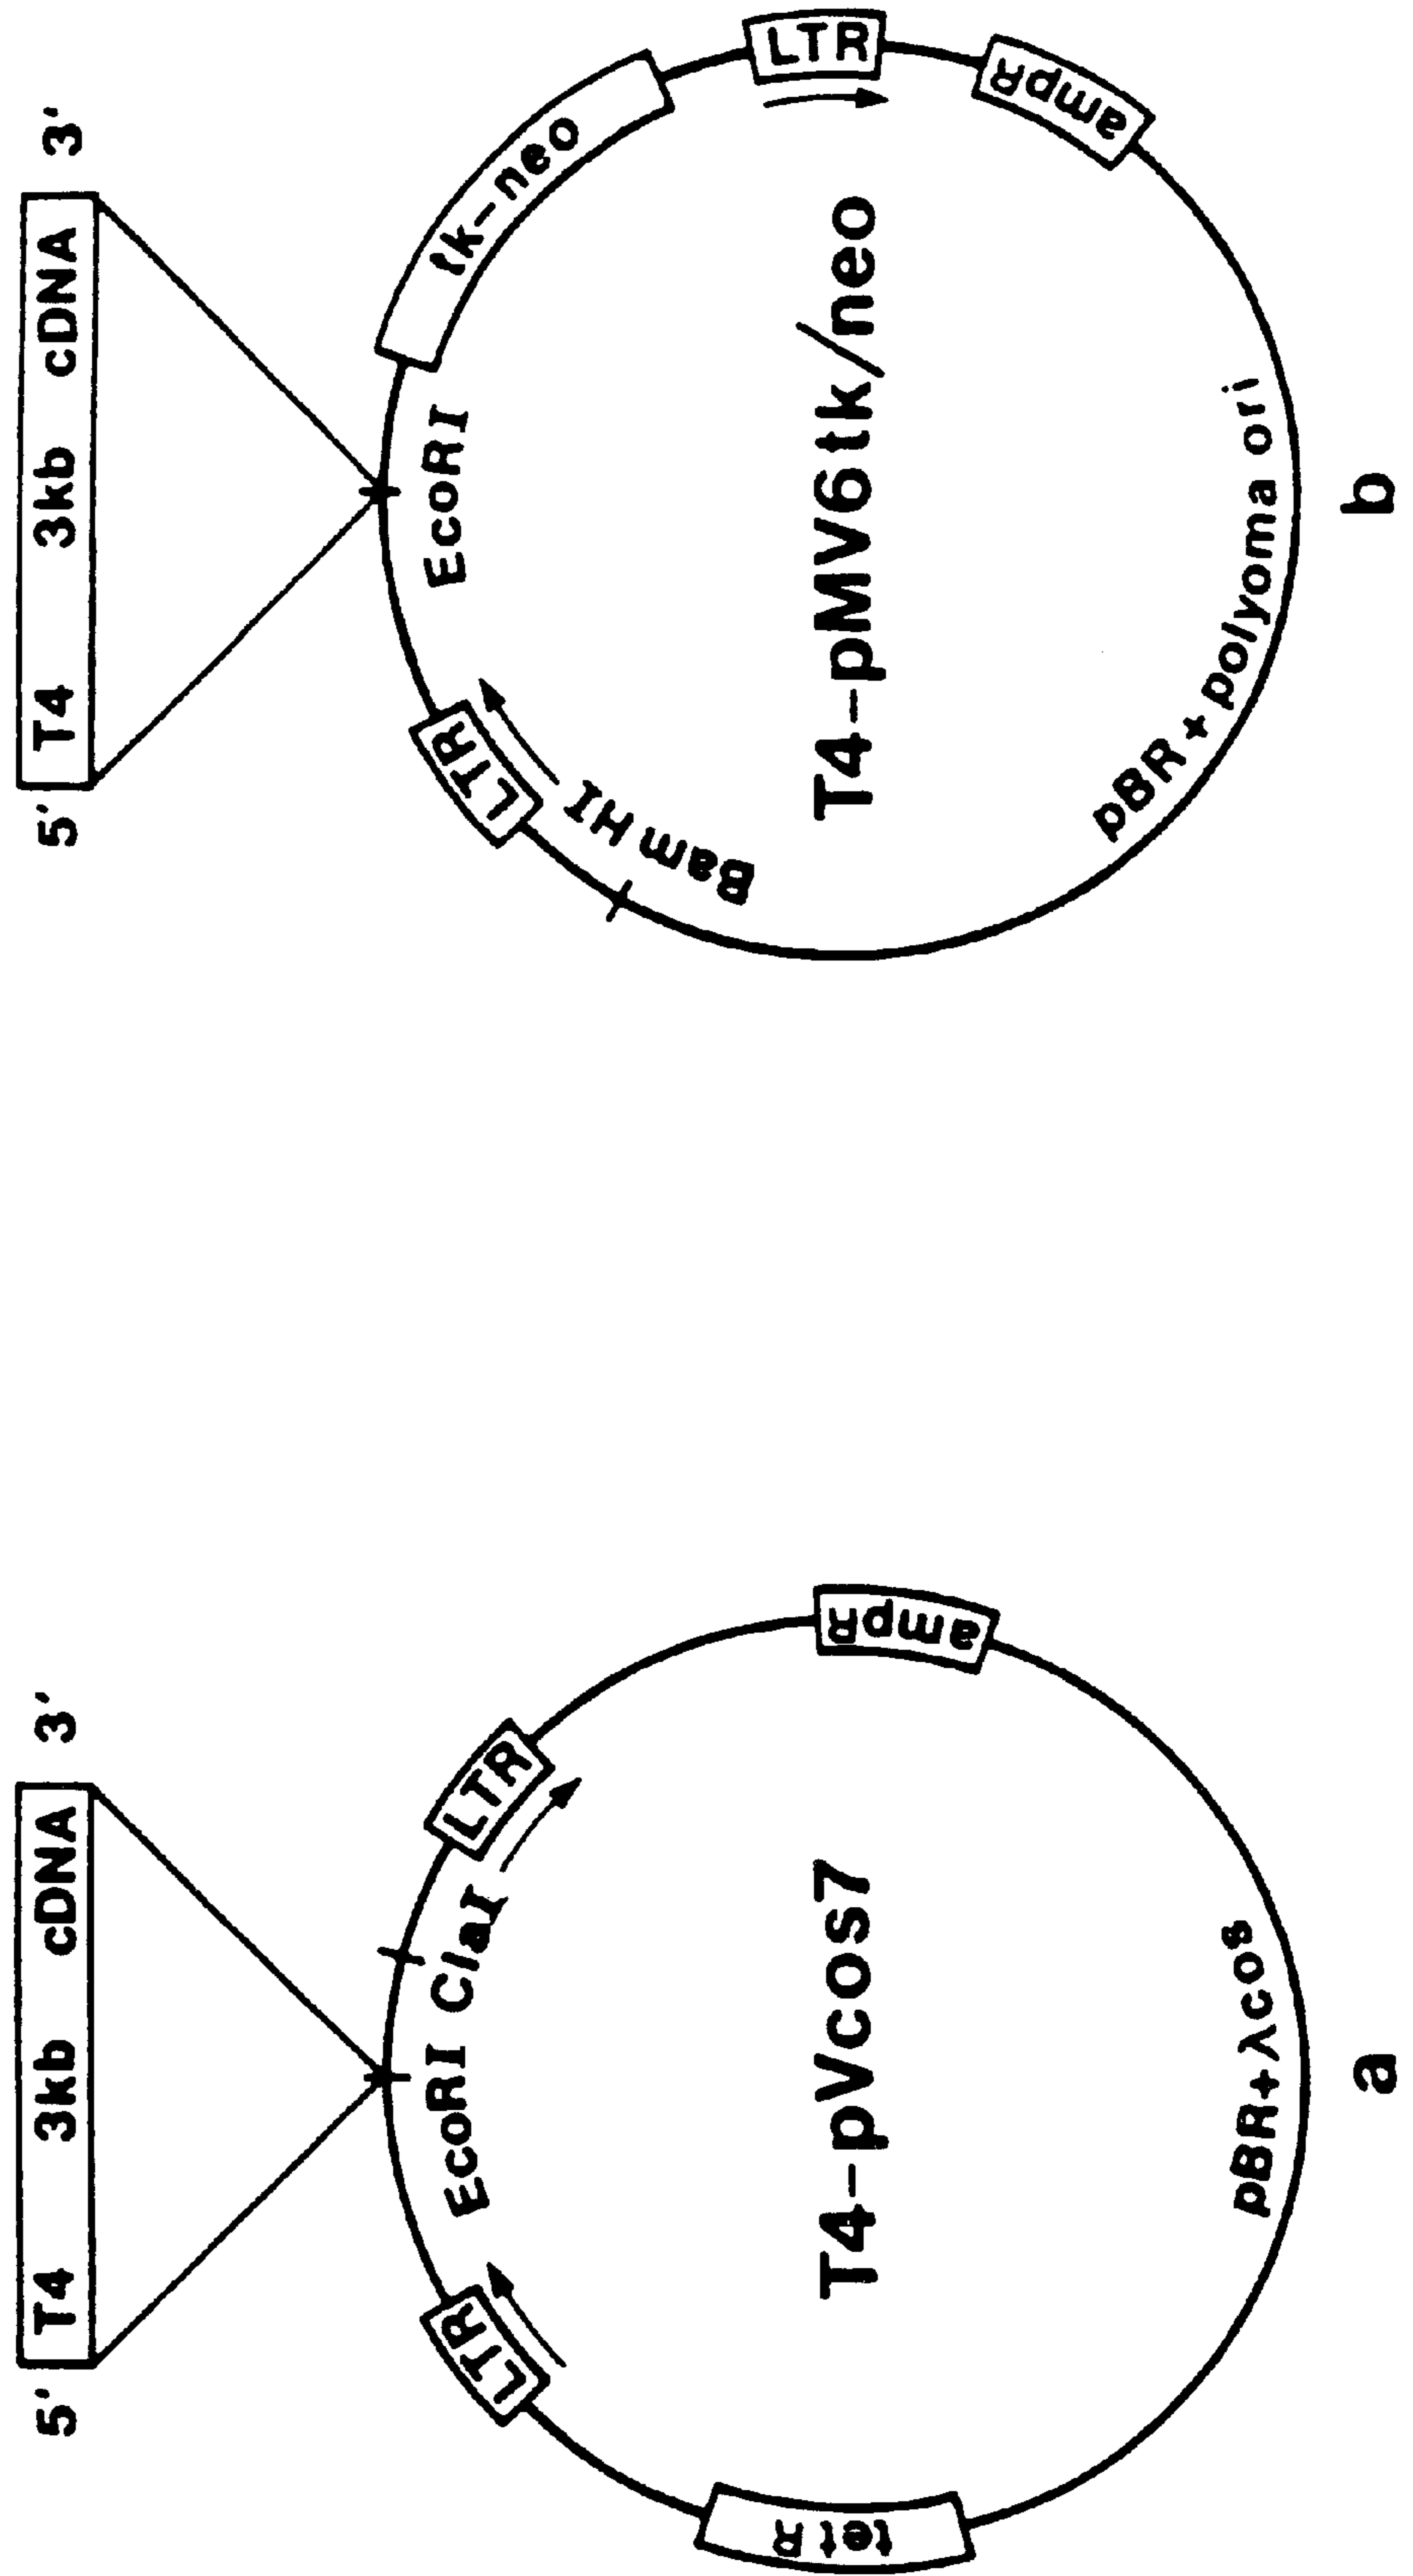 5' T4 3kb cDNA 3'
LTR EcoRI ClaI LTR
tetR ampR
T4-pVcos7
pBR+λcos
a
5' T4 3kb cDNA 3'
LTR EcoRI tk-neo
BamHI LTR
ampR
T4-pMV6tk/neo
pBR+polyoma ori
b